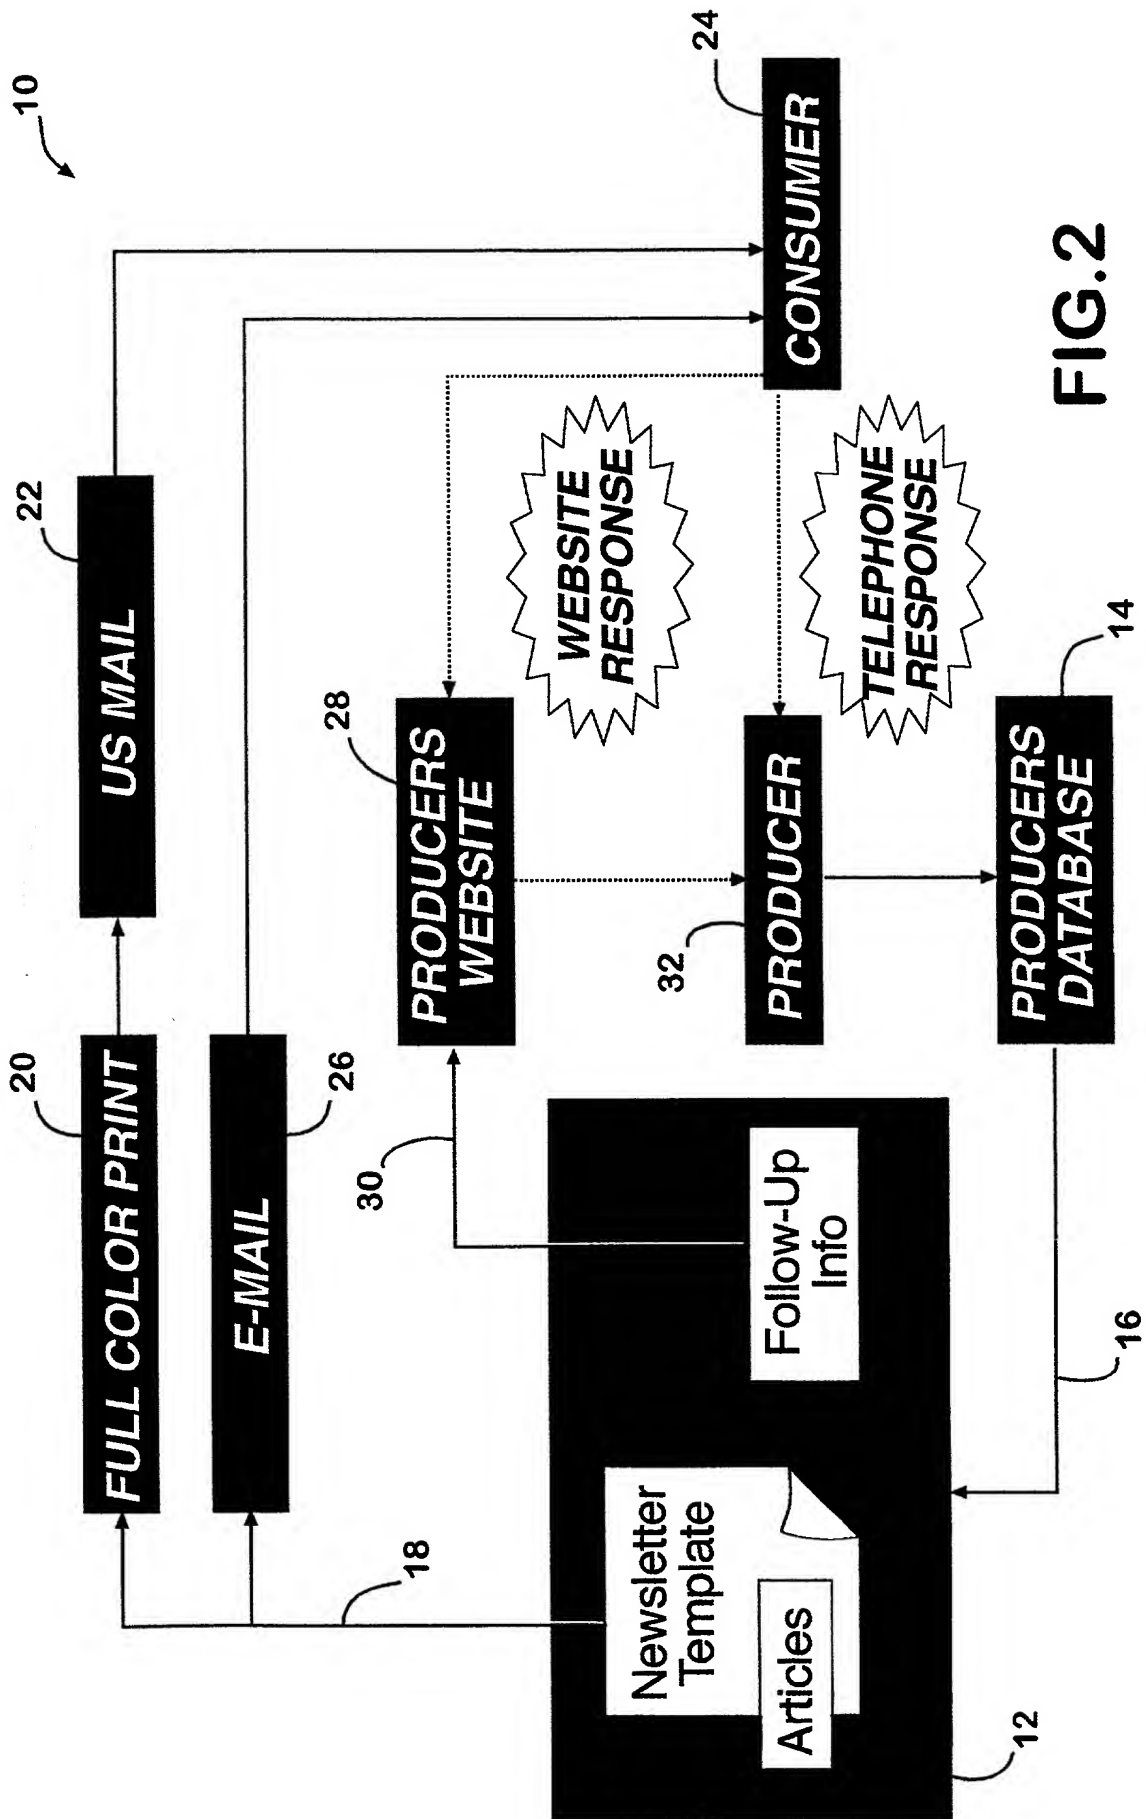 10
20
FULL COLOR PRINT
22
US MAIL
E-MAIL
26
18
30
28
PRODUCERS
WEBSITE
WEBSITE
RESPONSE
24
CONSUMER
Newsletter
Template
Articles
Follow-Up
Info
12
32
PRODUCER
TELEPHONE
RESPONSE
PRODUCERS
DATABASE
14
16
FIG.2